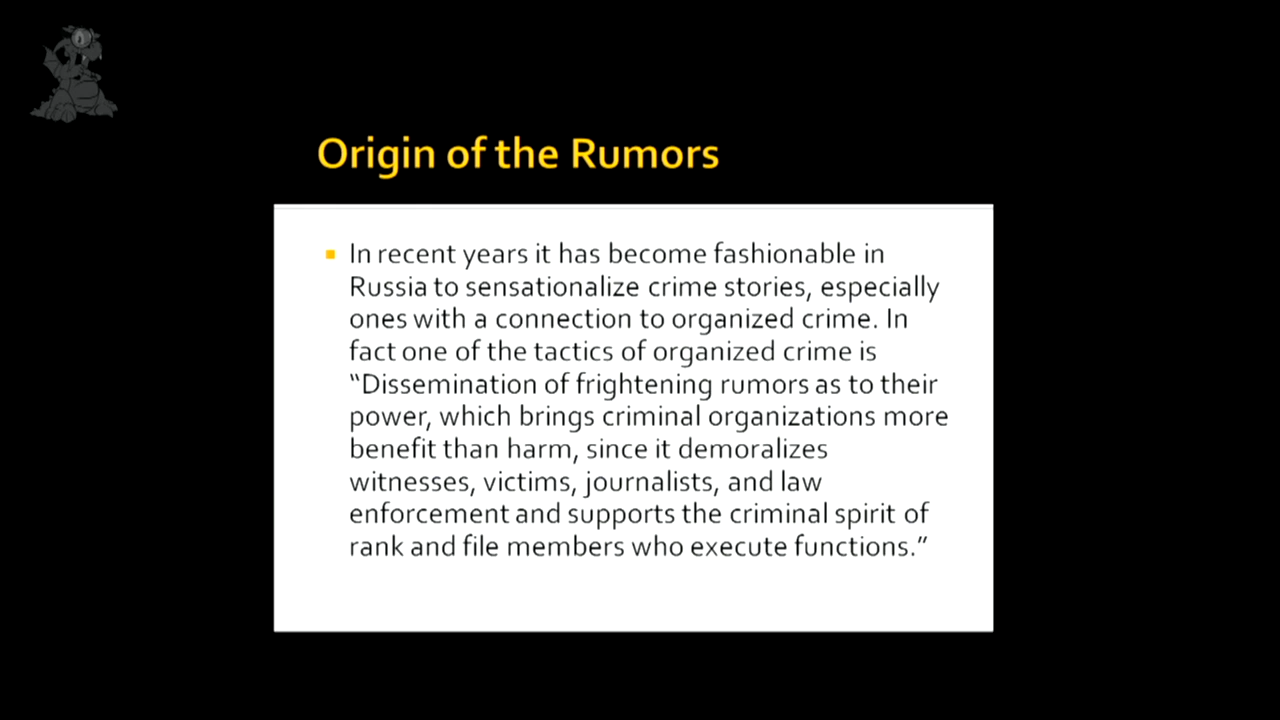 Origin of the Rumors
In recent years it has become fashionable in
Russia to sensationalize crime stories, especially
ones with a connection to organized crime. In
fact one of the tactics of organized crime is
“Dissemination of frightening rumors as to their
power, which brings criminal organizations more
benefit than harm, since it demoralizes
witnesses, victims, journalists, and law
enforcement and supports the criminal spirit of
rank and file members who execute functions.”